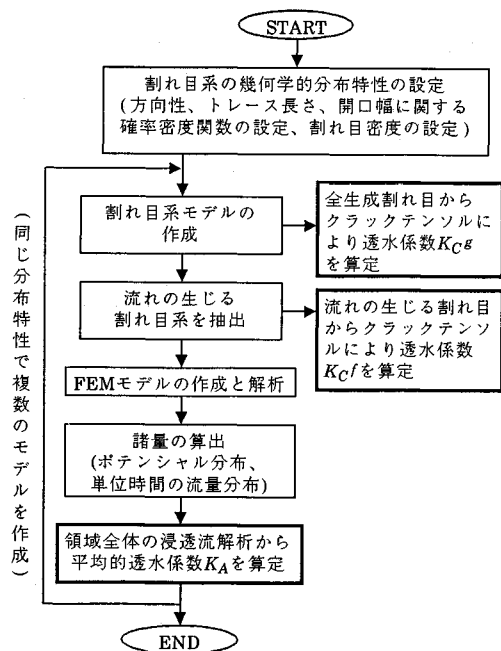 START
割れ目系の幾何学的分布特性の設定
(方向性、トレース長さ、開口幅に関する
確率密度関数の設定、割れ目密度の設定)
割れ目系モデルの
作成
全生成割れ目から
クラックテンソルに
より透水係数KCg
を算定
流れの生じる
割れ目系を抽出
流れの生じる割れ目
からクラックテンソ
ルにより透水係数
KCfを算定
FEMモデルの作成と解析
諸量の算出
(ポテンシャル分布、
単位時間の流量分布)
領域全体の浸透流解析から
平均的透水係数KAを算定
END
(同じ分布特性で複数のモデルを作成)